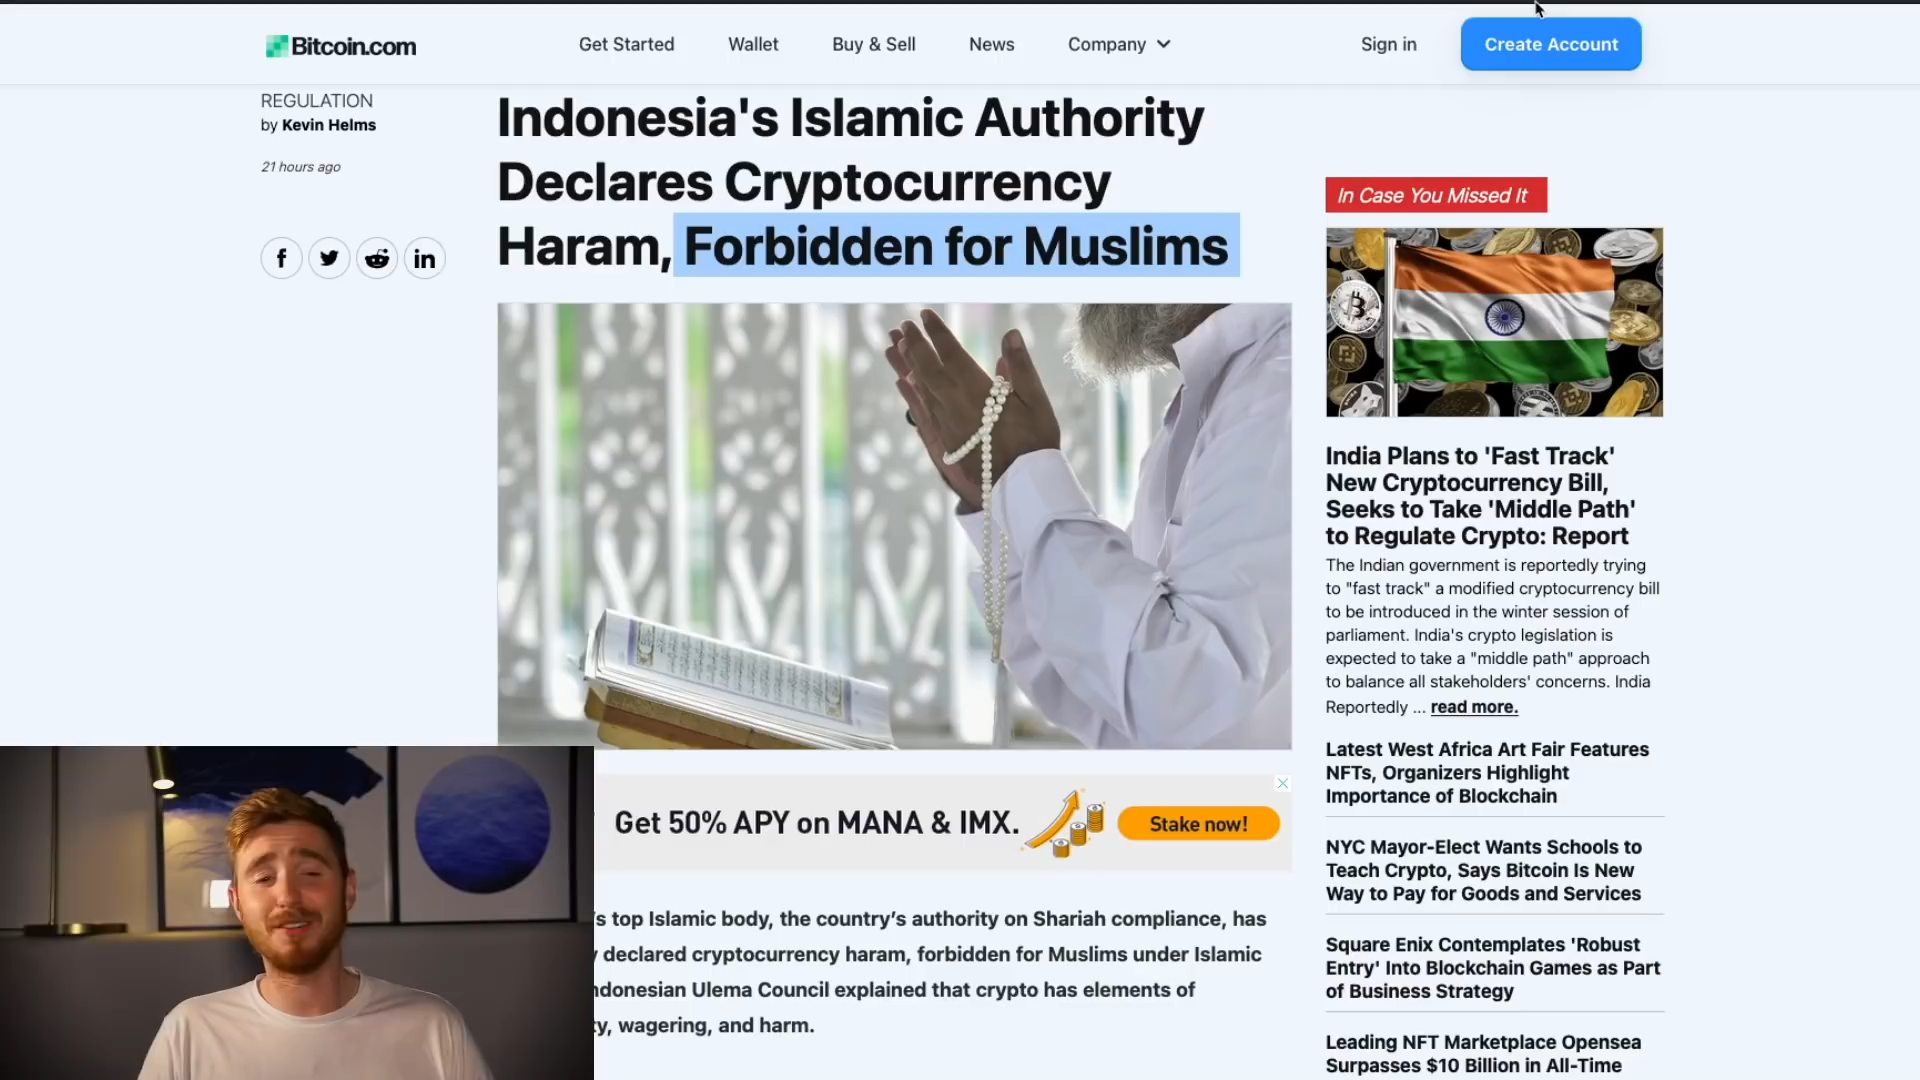 Bitcoin.com
Get Started
Wallet
Buy & Sell
News
Company
Sign in
Create Account
REGULATION
by Kevin Helms
21 hours ago
Indonesia's Islamic Authority
Declares Cryptocurrency
Haram, Forbidden for Muslims
Get 50% APY on MANA & IMX.
Stake now!
's top Islamic body, the country's authority on Shariah compliance, has
declared cryptocurrency haram, forbidden for Muslims under Islamic
ndonesian Ulema Council explained that crypto has elements of
ty, wagering, and harm.
In Case You Missed It
India Plans to 'Fast Track'
New Cryptocurrency Bill,
Seeks to Take 'Middle Path'
to Regulate Crypto: Report
The Indian government is reportedly trying
to "fast track" a modified cryptocurrency bill
to be introduced in the winter session of
parliament. India's crypto legislation is
expected to take a "middle path" approach
to balance all stakeholders' concerns. India
Reportedly ... read more.
Latest West Africa Art Fair Features
NFTs, Organizers Highlight
Importance of Blockchain
NYC Mayor-Elect Wants Schools to
Teach Crypto, Says Bitcoin Is New
Way to Pay for Goods and Services
Square Enix Contemplates 'Robust
Entry' Into Blockchain Games as Part
of Business Strategy
Leading NFT Marketplace Opensea
Surpasses $10 Billion in All-Time